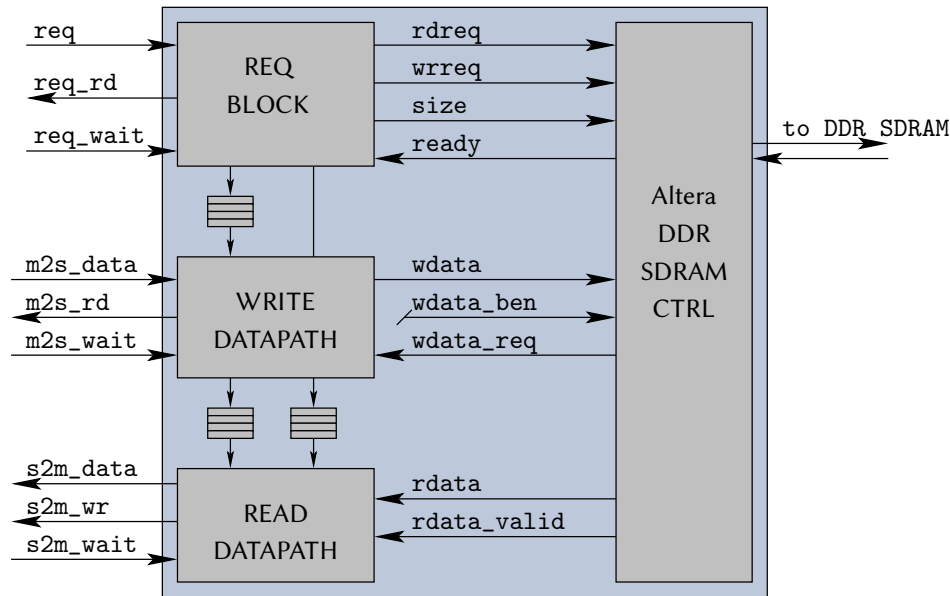 req
req_rd
req_wait
REQ
BLOCK
rdreq
wrreq
size
ready
to DDR SDRAM
Altera
DDR
SDRAM
CTRL
m2s_data
m2s_rd
m2s_wait
WRITE
DATAPATH
wdata
wdata_ben
wdata_req
s2m_data
s2m_wr
s2m_wait
READ
DATAPATH
rdata
rdata_valid